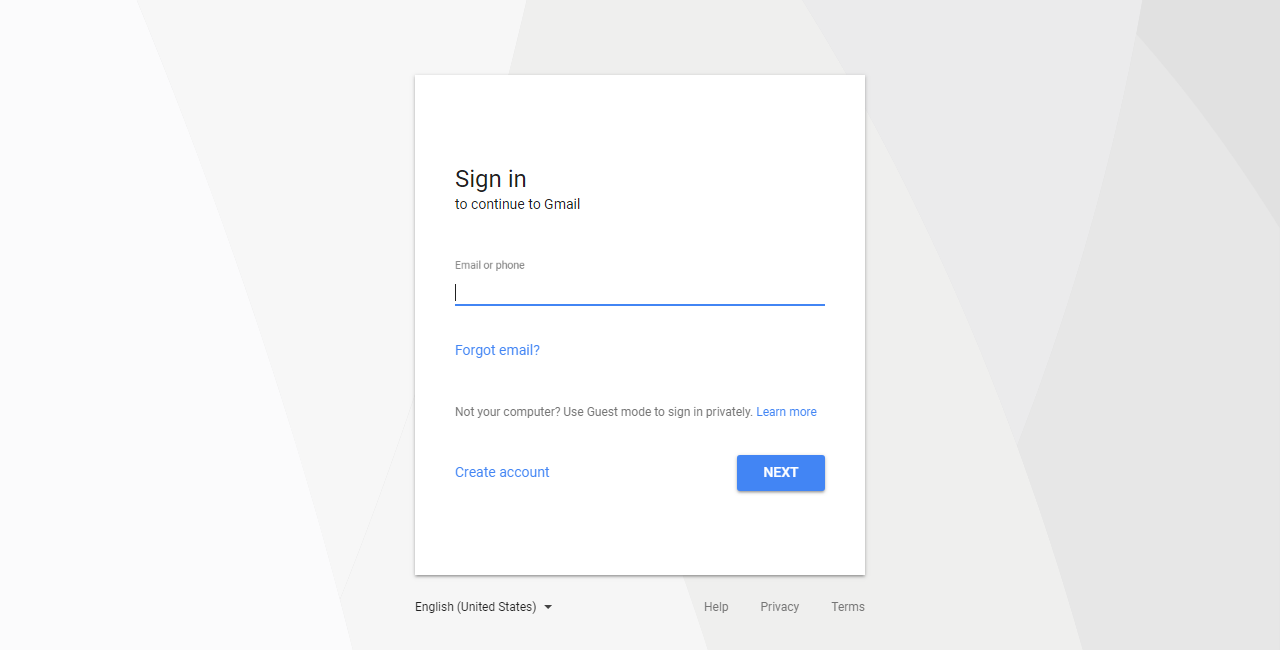 Sign in
to continue to Gmail
Email or phone
Forgot email?
Not your computer? Use Guest mode to sign in privately. Learn more
Create account NEXT
English (United States) Help Privacy Terms